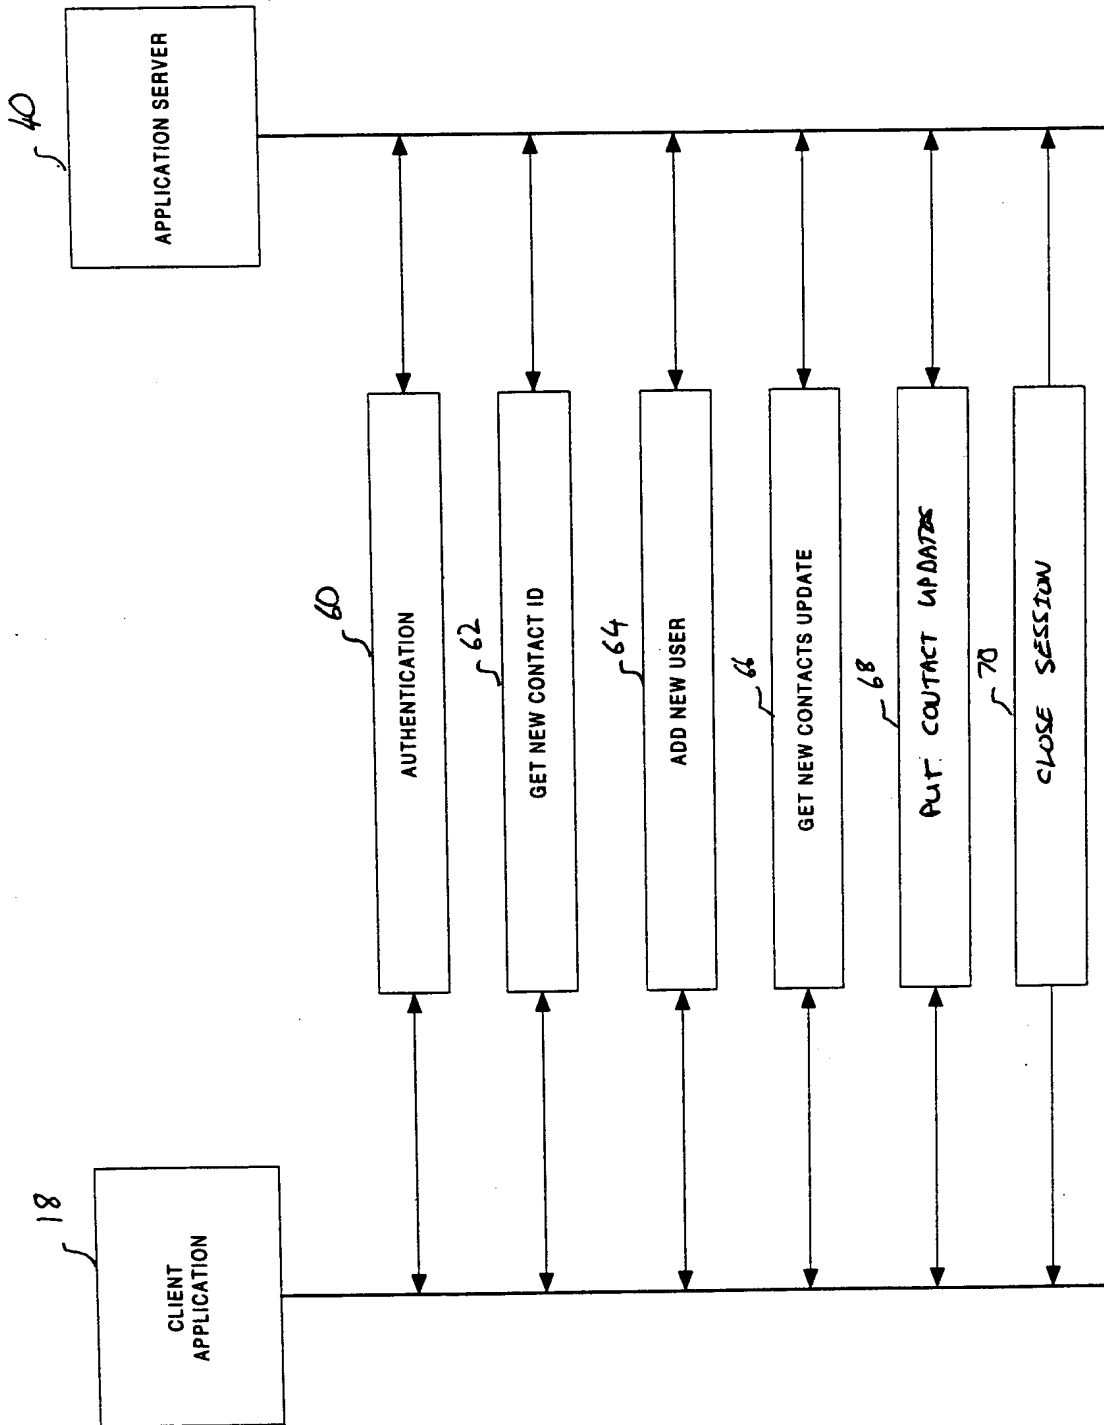 18
CLIENT
APPLICATION
40
APPLICATION SERVER
60
AUTHENTICATION
62
GET NEW CONTACT ID
64
ADD NEW USER
66
GET NEW CONTACTS UPDATE
68
PUT CONTACT UPDATES
70
CLOSE SESSION